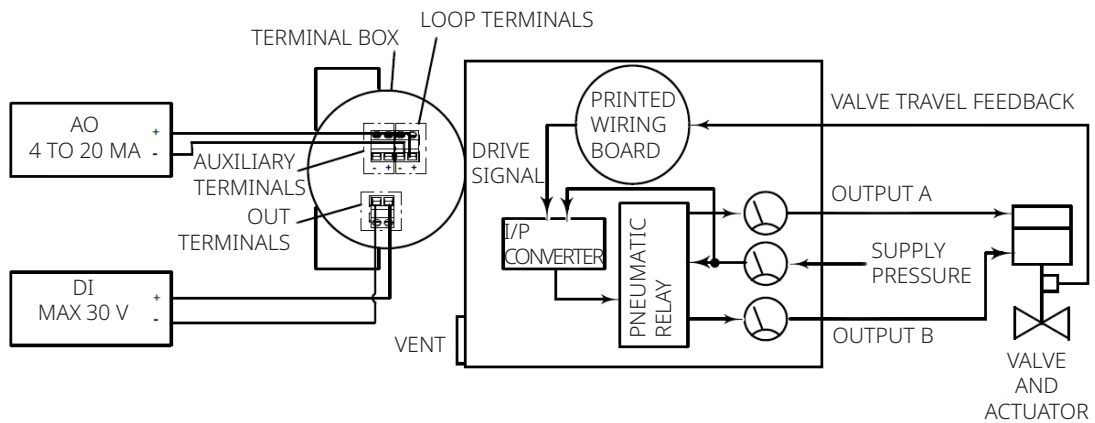 LOOP TERMINALS
TERMINAL BOX
AO
4 TO 20 MA
+
-
AUXILIARY
TERMINALS
- + - +
OUT
TERMINALS
DI
MAX 30 V
+
-
VENT
PRINTED
WIRING
BOARD
DRIVE
SIGNAL
I/P
CONVERTER
PNEUMATIC
RELAY
VALVE TRAVEL FEEDBACK
OUTPUT A
SUPPLY
PRESSURE
OUTPUT B
VALVE
AND
ACTUATOR